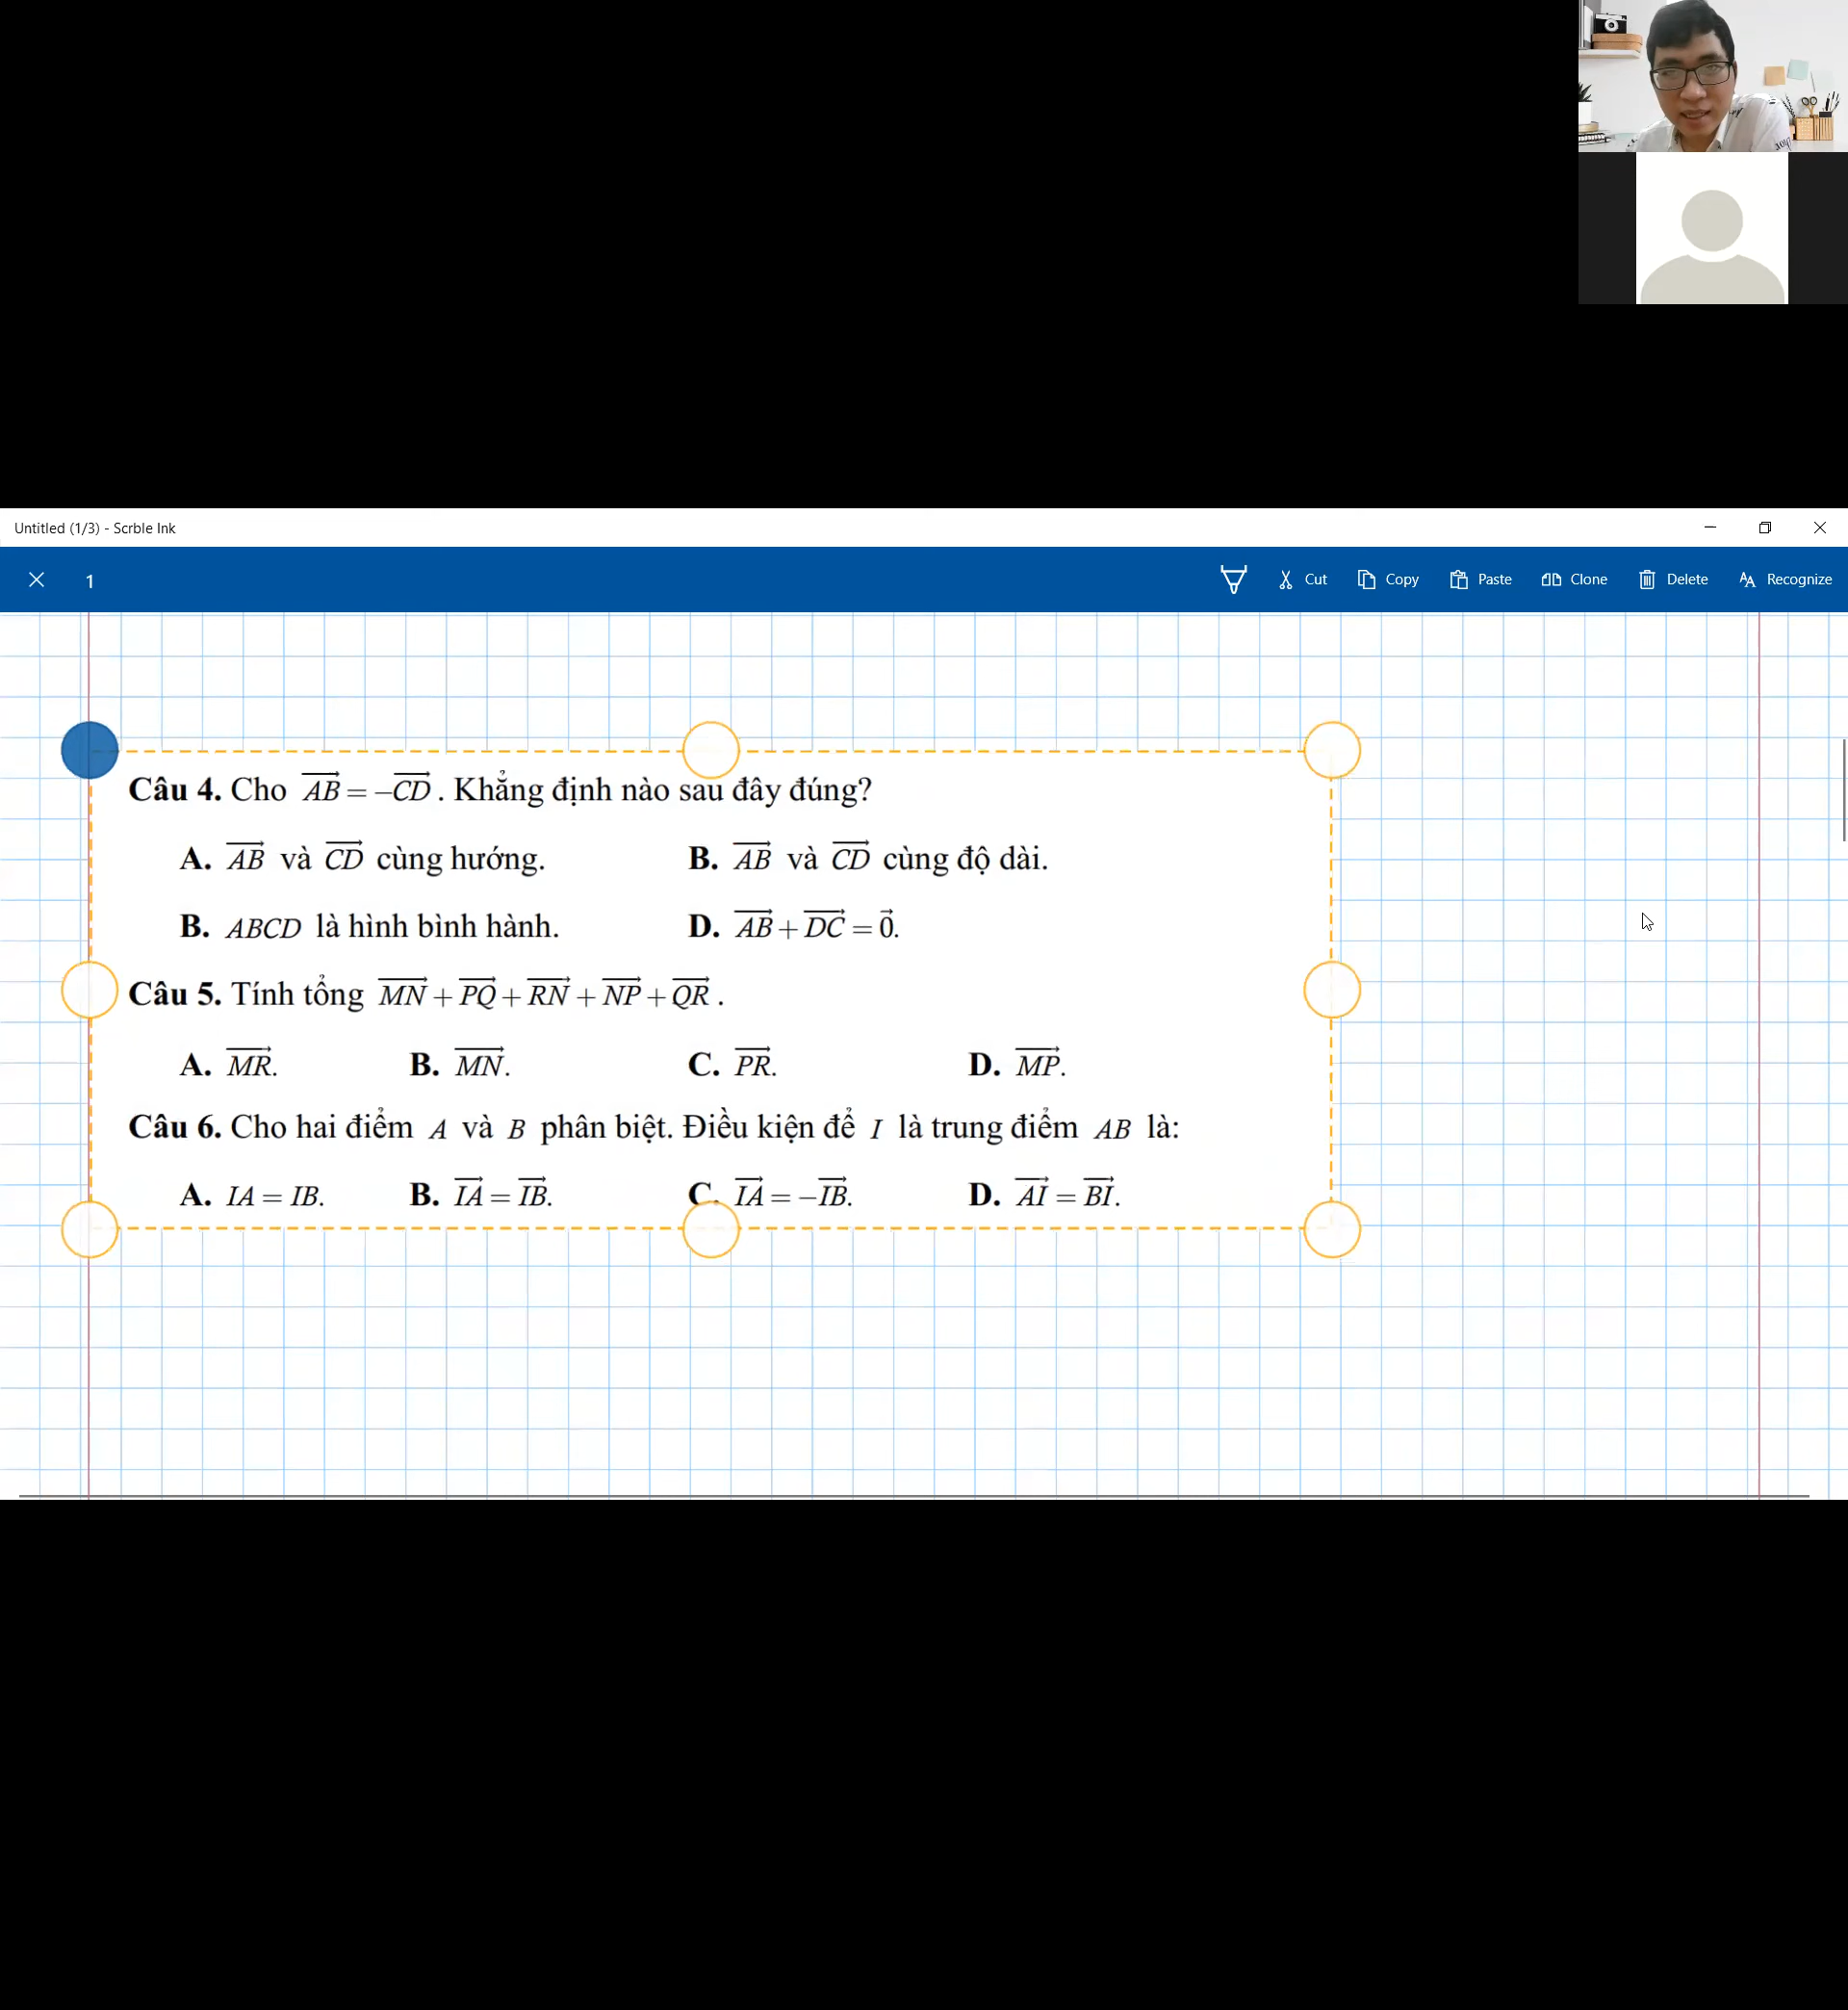 Untitled (1/3) - Scrble Ink
1 Cut Copy Paste Clone Delete Recognize
Câu 4. Cho $\overrightarrow{AB} = -\overrightarrow{CD}$. Khẳng định nào sau đây đúng?
A. $\overrightarrow{AB}$ và $\overrightarrow{CD}$ cùng hướng. B. $\overrightarrow{AB}$ và $\overrightarrow{CD}$ cùng độ dài.
B. ABCD là hình bình hành. D. $\overrightarrow{AB} + \overrightarrow{DC} = \vec{0}$.
Câu 5. Tính tổng $\overrightarrow{MN} + \overrightarrow{PQ} + \overrightarrow{RN} + \overrightarrow{NP} + \overrightarrow{QR}$.
A. $\overrightarrow{MR}$. B. $\overrightarrow{MN}$. C. $\overrightarrow{PR}$. D. $\overrightarrow{MP}$.
Câu 6. Cho hai điểm A và B phân biệt. Điều kiện để I là trung điểm AB là:
A. IA = IB. B. $\overrightarrow{IA} = \overrightarrow{IB}$. C. $\overrightarrow{IA} = -\overrightarrow{IB}$. D. $\overrightarrow{AI} = \overrightarrow{BI}$.